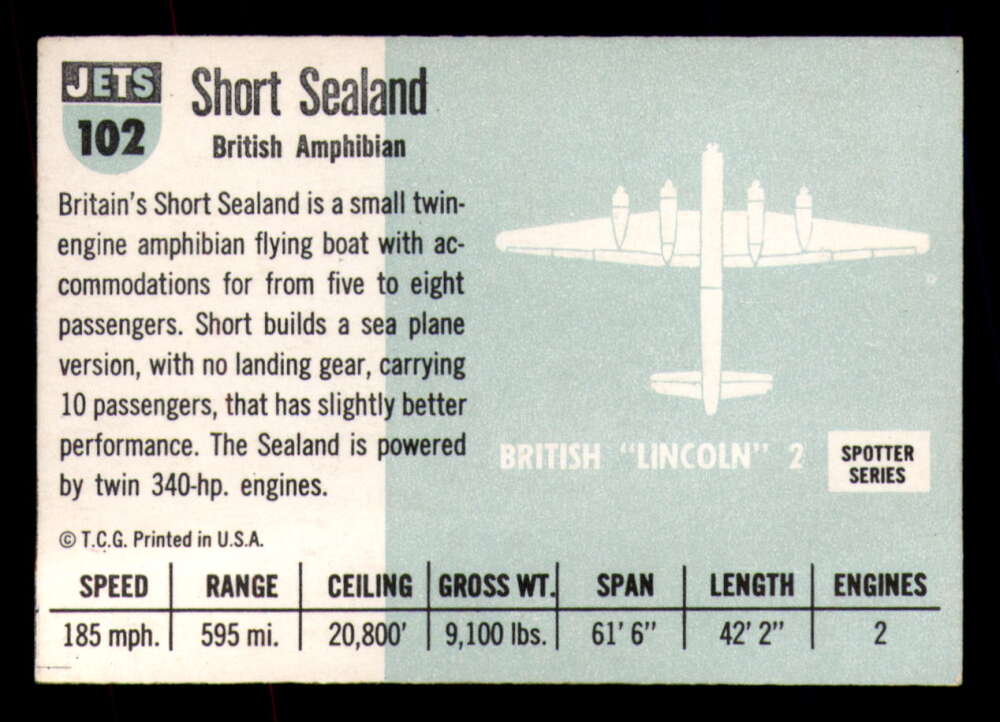 JETS
102
Short Sealand
British Amphibian
Britain's Short Sealand is a small twin-
engine amphibian flying boat with ac-
commodations for from five to eight
passengers. Short builds a sea plane
version, with no landing gear, carrying
10 passengers, that has slightly better
performance. The Sealand is powered
by twin 340-hp. engines.
© T.C.G. Printed in U.S.A.
BRITISH "LINCOLN" 2
SPOTTER
SERIES
SPEED RANGE CEILING GROSS WT. SPAN LENGTH ENGINES
185 mph. 595 mi. 20,800' 9,100 lbs. 61' 6" 42' 2" 2